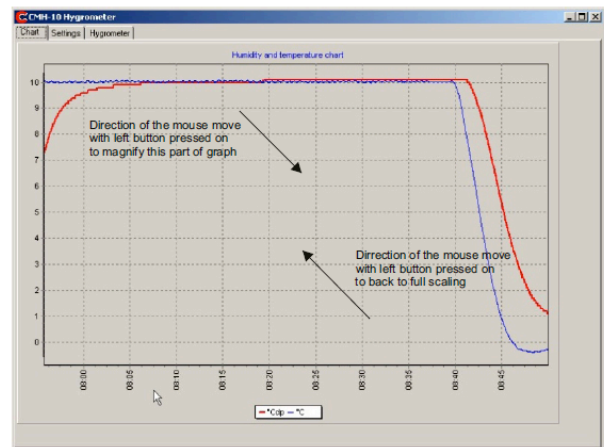 CMH-10 Hygrometer
Chart Settings Hygrometer
Humidity and temperature chart
10
9
8
7
6
5
4
3
2
1
0
Direction of the mouse move
with left button pressed on
to magnify this part of graph
Dirrection of the mouse move
with left button pressed on
to back to full scaling
08:00
08:05
08:10
08:15
08:20
08:25
08:30
08:35
08:40
08:45
°Cdp °C